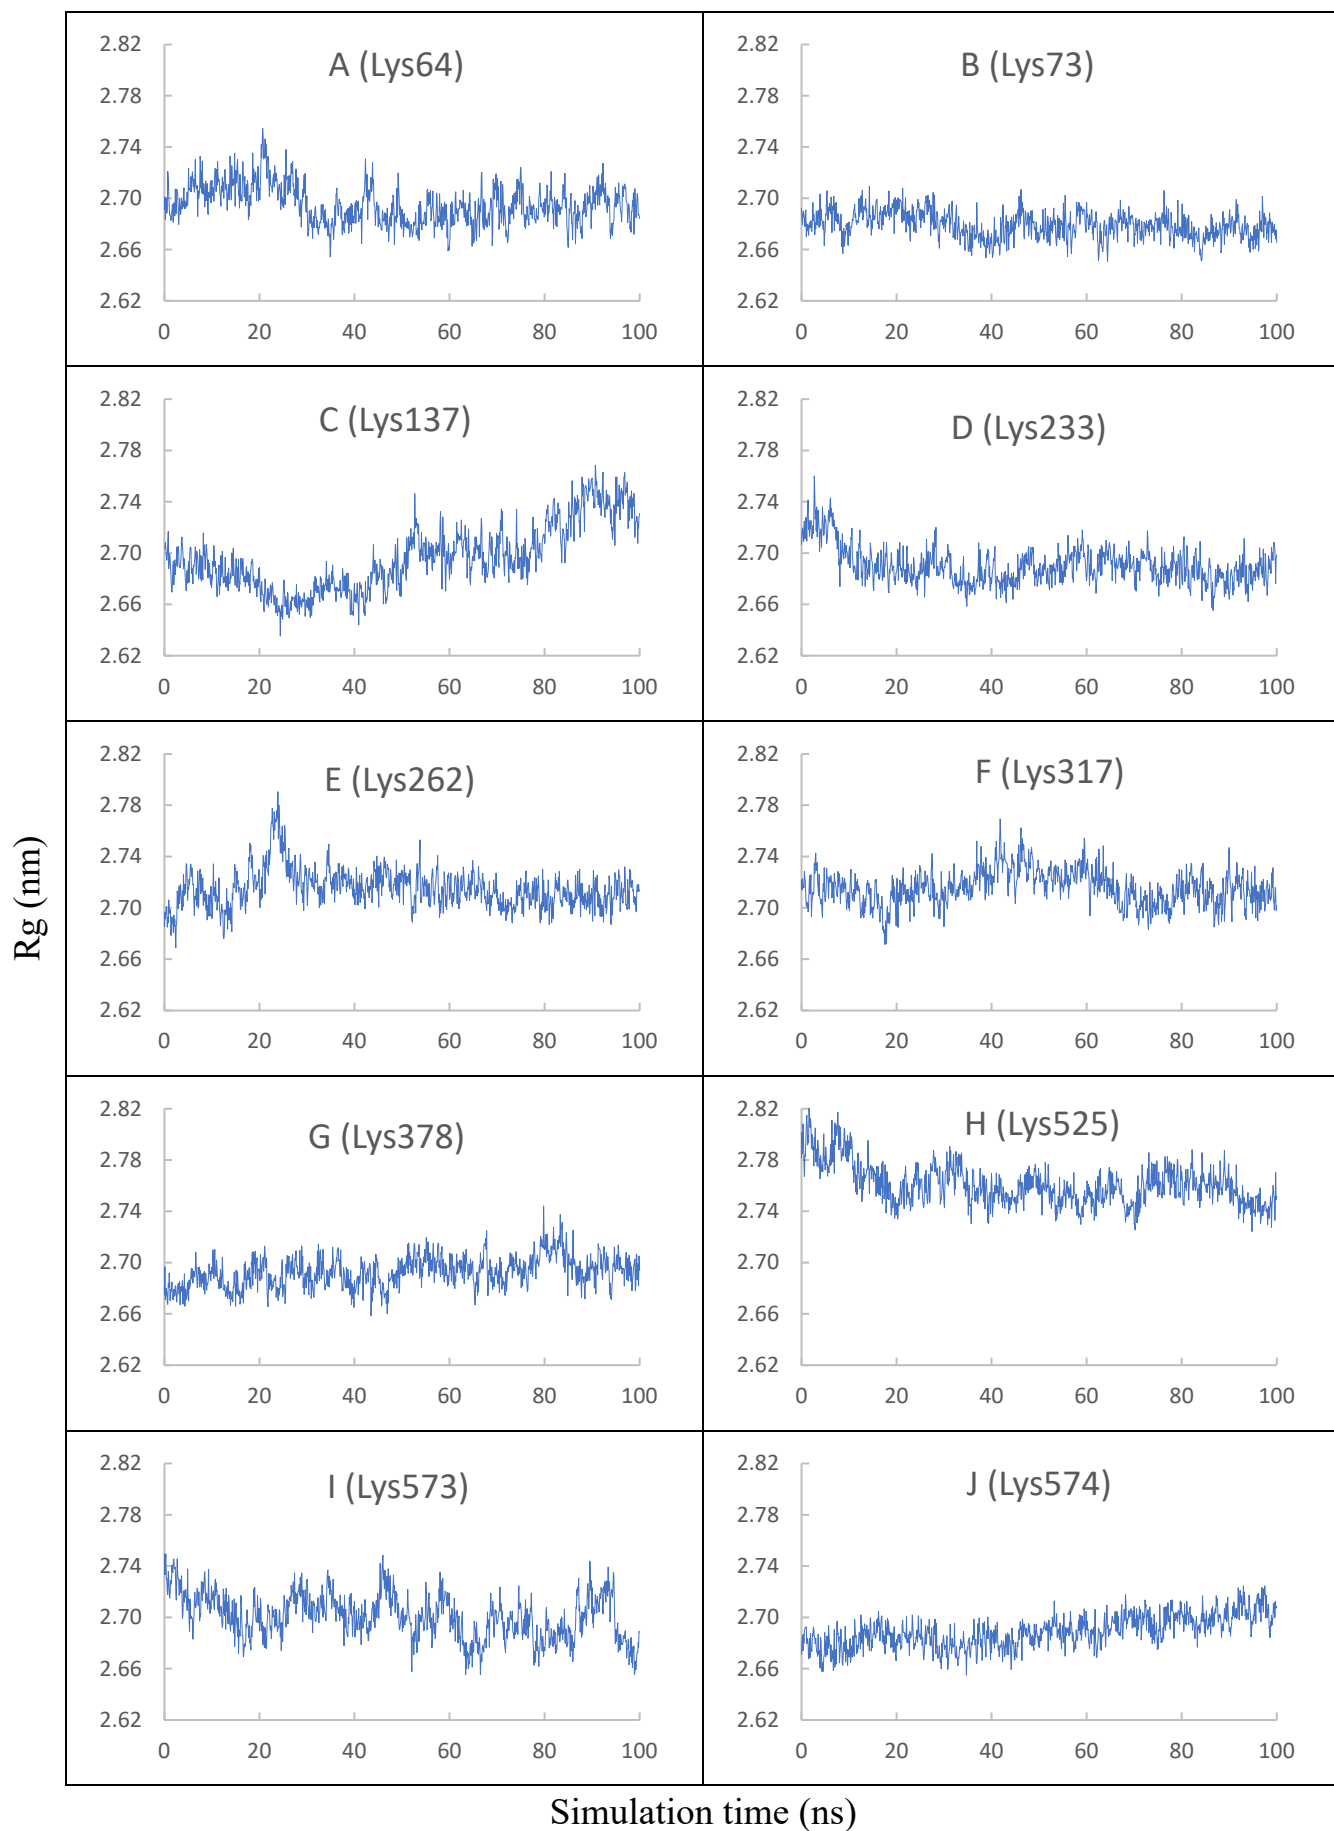 2.82
2.78
2.74
2.70
2.66
2.62
0 20 40 60 80 100
A (Lys64)
2.82
2.78
2.74
2.70
2.66
2.62
0 20 40 60 80 100
B (Lys73)
2.82
2.78
2.74
2.70
2.66
2.62
0 20 40 60 80 100
C (Lys137)
2.82
2.78
2.74
2.70
2.66
2.62
0 20 40 60 80 100
D (Lys233)
2.82
2.78
2.74
2.70
2.66
2.62
0 20 40 60 80 100
E (Lys262)
2.82
2.78
2.74
2.70
2.66
2.62
0 20 40 60 80 100
F (Lys317)
2.82
2.78
2.74
2.70
2.66
2.62
0 20 40 60 80 100
G (Lys378)
2.82
2.78
2.74
2.70
2.66
2.62
0 20 40 60 80 100
H (Lys525)
2.82
2.78
2.74
2.70
2.66
2.62
0 20 40 60 80 100
I (Lys573)
2.82
2.78
2.74
2.70
2.66
2.62
0 20 40 60 80 100
J (Lys574)
Rg (nm)
Simulation time (ns)